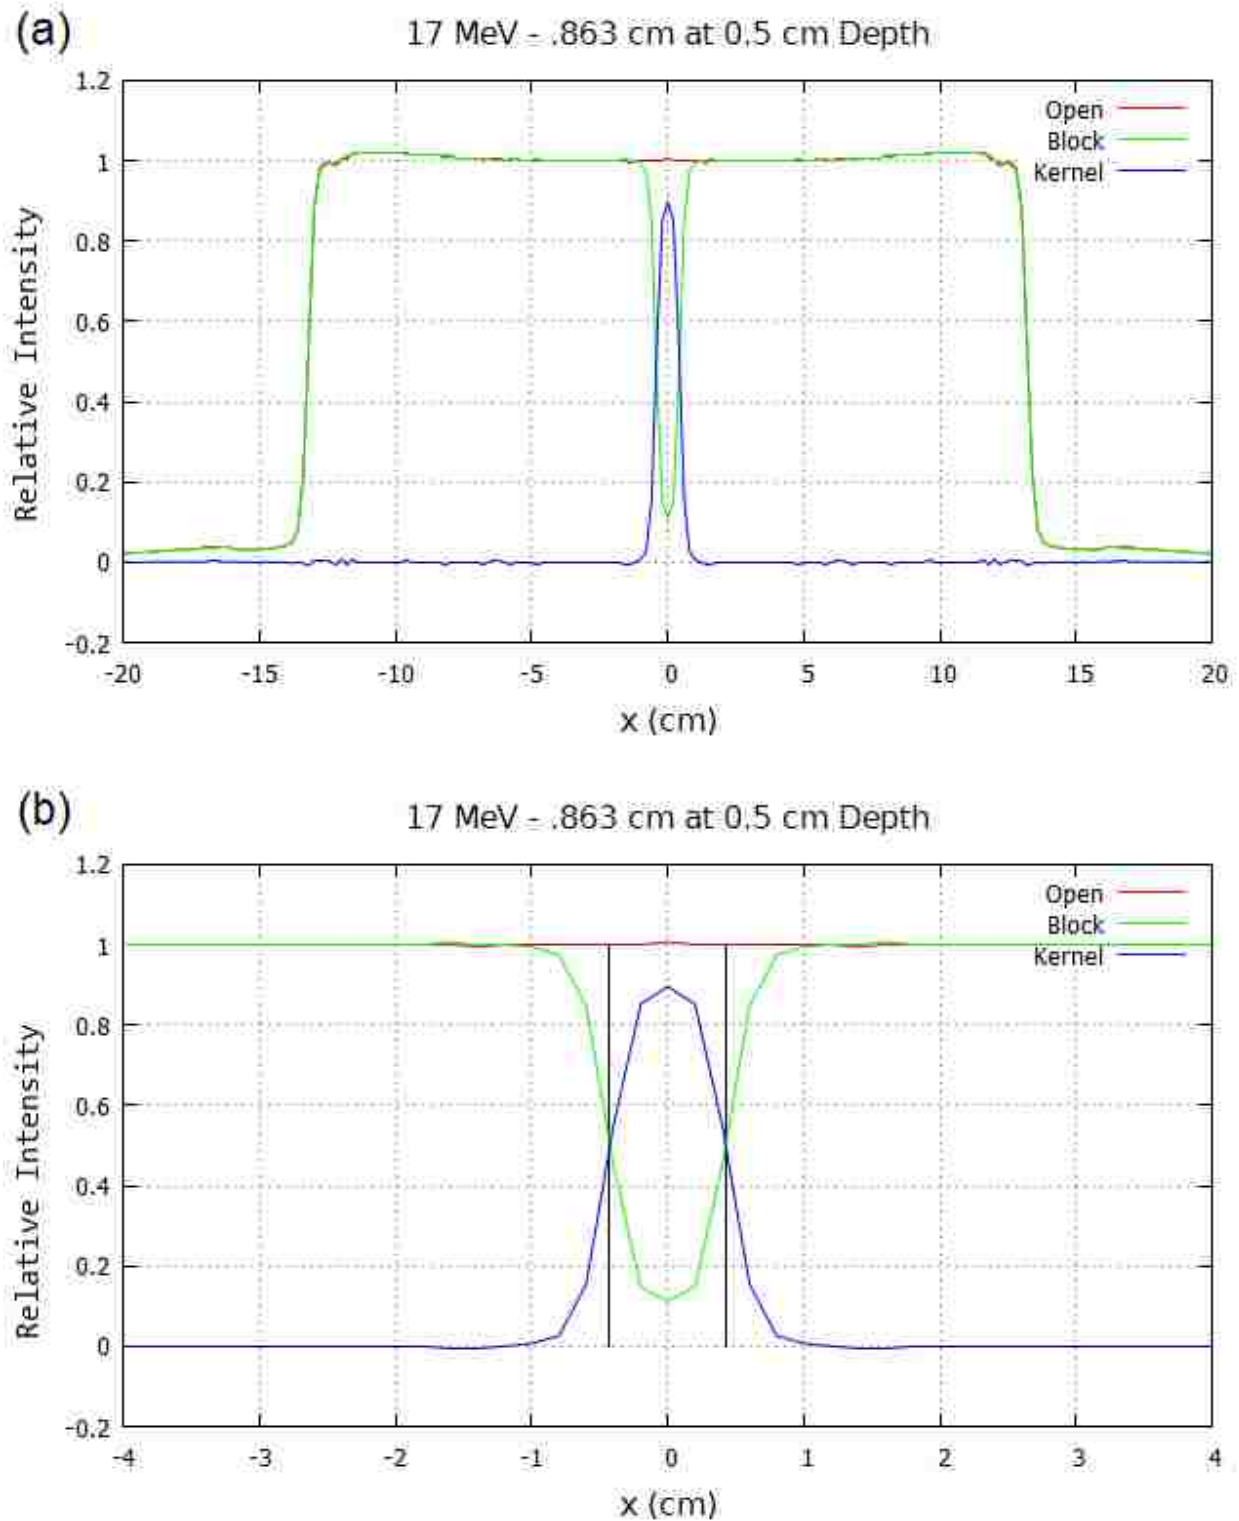 (a)
17 MeV - .863 cm at 0.5 cm Depth
Open
Block
Kernel
1.2
1
0.8
0.6
0.4
0.2
0
-0.2
Relative Intensity
-20 -15 -10 -5 0 5 10 15 20
x (cm)
(b)
17 MeV - .863 cm at 0.5 cm Depth
Open
Block
Kernel
1.2
1
0.8
0.6
0.4
0.2
0
-0.2
Relative Intensity
-4 -3 -2 -1 0 1 2 3 4
x (cm)